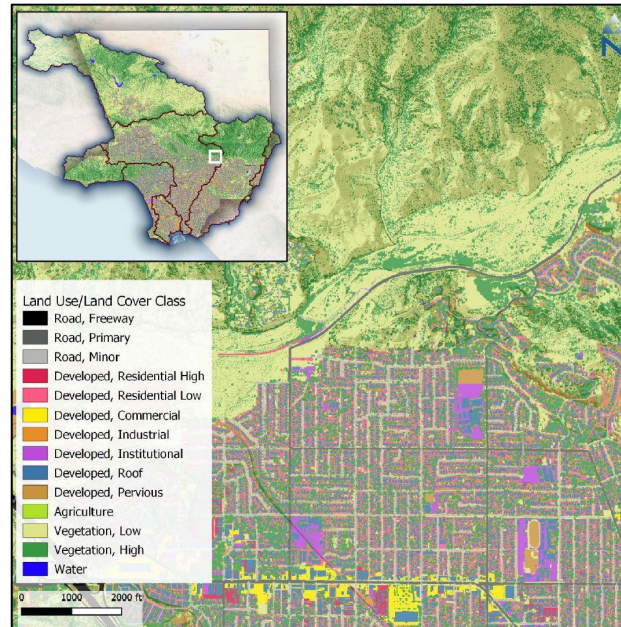 N
Land Use/Land Cover Class
Road, Freeway
Road, Primary
Road, Minor
Developed, Residential High
Developed, Residential Low
Developed, Commercial
Developed, Industrial
Developed, Institutional
Developed, Roof
Developed, Pervious
Agriculture
Vegetation, Low
Vegetation, High
Water
0 1000 2000 ft